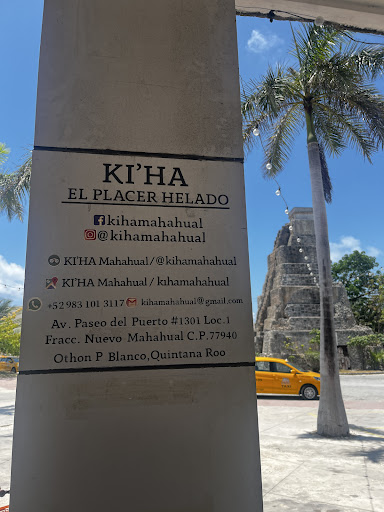 KI'HA
EL PLACER HELADO
kihamahahual
@kihamahahual
KI'HA Mahahual/@kihamahahual
KI'HA Mahahual/kihamahahual
+52 983 101 3117 kihamahahual@gmail.com
Av. Paseo del Puerto #1301 Loc.1
Fracc. Nuevo Mahahual C.P.77940
Othon P Blanco,Quintana Roo